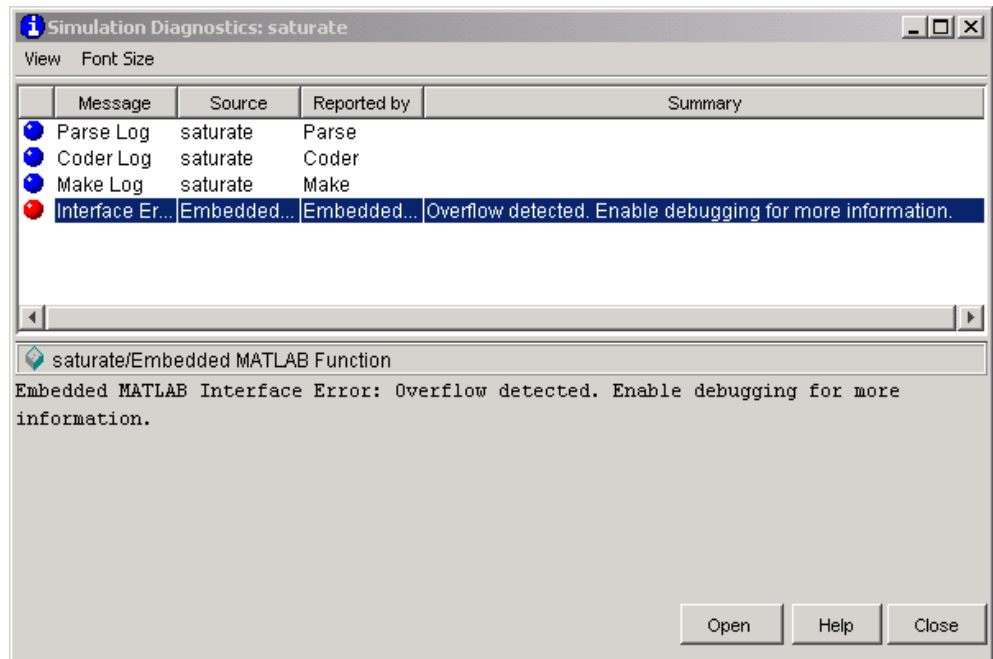 Simulation Diagnostics: saturate
View Font Size
Message Source Reported by Summary
Parse Log saturate Parse
Coder Log saturate Coder
Make Log saturate Make
Interface Er... Embedded... Embedded... Overflow detected. Enable debugging for more information.
saturate/Embedded MATLAB Function
Embedded MATLAB Interface Error: Overflow detected. Enable debugging for more
information.
Open Help Close